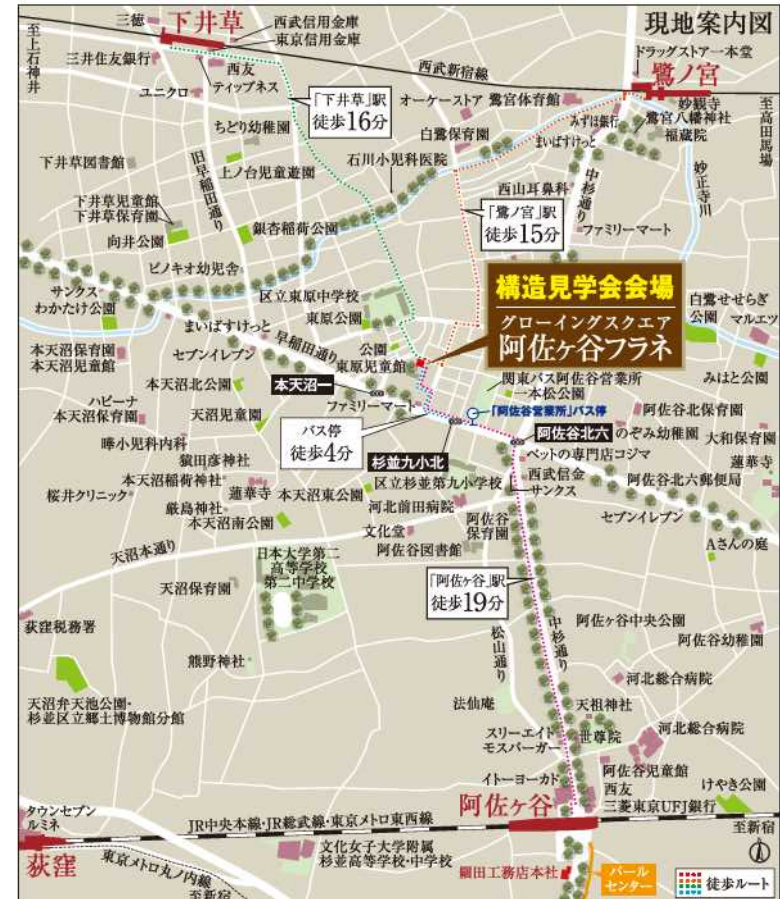 現地案内図
三徳
下井草
西武信用金庫
東京信用金庫
至上石神井
三井住友銀行
西友
ティップネス
西武新宿線
ドラッグストア一本堂
鷺ノ宮
ユニクロ
「下井草」駅
徒歩16分
オーケーストア
鷺宮体育館
みずほ銀行
妙観寺
鷺宮八幡神社
福蔵院
至高田馬場
ちどり幼稚園
白鷺保育園
まいばすけっと
下井草図書館
旧早稲田通り
上ノ台児童遊園
石川小児科医院
西山耳鼻科
中杉通り
妙正寺川
下井草児童館
下井草保育園
向井公園
銀杏稲荷公園
「鷺ノ宮」駅
徒歩15分
ファミリーマート
ピノキオ幼児舎
サンクス
わかたけ公園
区立東原中学校
東原公園
構造見学会会場
グローイングスクエア
阿佐ヶ谷フラネ
白鷺せせらぎ
公園
マルエツ
まいばすけっと
早稲田通り
公園
東原児童館
本天沼保育園
本天沼児童館
セブンイレブン
本天沼北公園
本天沼一
関東バス阿佐谷営業所
一本松公園
みはと公園
ハピーナ
本天沼保育園
天沼児童園
ファミリーマート
「阿佐谷営業所」バス停
阿佐谷北保育園
バス停
徒歩4分
杉並九小北
阿佐谷北六
のぞみ幼稚園
大和保育園
曄小児科内科
猿田彦神社
ペットの専門店コジマ
蓮華寺
本天沼稲荷神社
区立杉並第九小学校
西武信金
サンクス
阿佐谷北六郵便局
桜井クリニック
蓮華寺
本天沼東公園
厳島神社
河北前田病院
セブンイレブン
本天沼南公園
文化堂
阿佐谷
保育園
Aさんの庭
天沼本通り
日本大学第二
高等学校
第二中学校
阿佐谷図書館
天沼保育園
「阿佐ヶ谷」駅
徒歩19分
荻窪税務署
松山通り
中杉通り
阿佐ヶ谷中央公園
阿佐谷幼稚園
熊野神社
河北総合病院
天沼弁天池公園・
杉並区立郷土博物館分館
法仙庵
天祖神社
スリーエイト
モスバーガー
世尊院
河北総合病院
イトーヨーカドー
阿佐谷児童館
西友
三菱東京UFJ銀行
けやき公園
阿佐ヶ谷
タウンセブン
ルミネ
JR中央本線・JR総武線・東京メトロ東西線
至新宿
荻窪
東京メトロ丸ノ内線
至新宿
文化女子大学附属
杉並高等学校・中学校
細田工務店本社
パール
センター
徒歩ルート